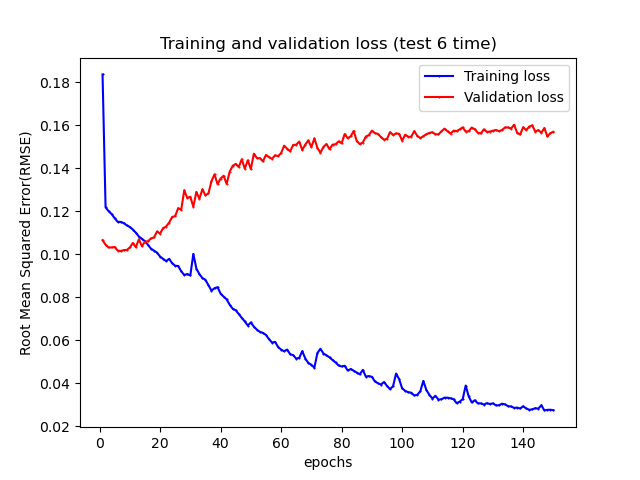 Training and validation loss (test 6 time)
Training loss
Validation loss
Root Mean Squared Error(RMSE)
0.18
0.16
0.14
0.12
0.10
0.08
0.06
0.04
0.02
0 20 40 60 80 100 120 140
epochs